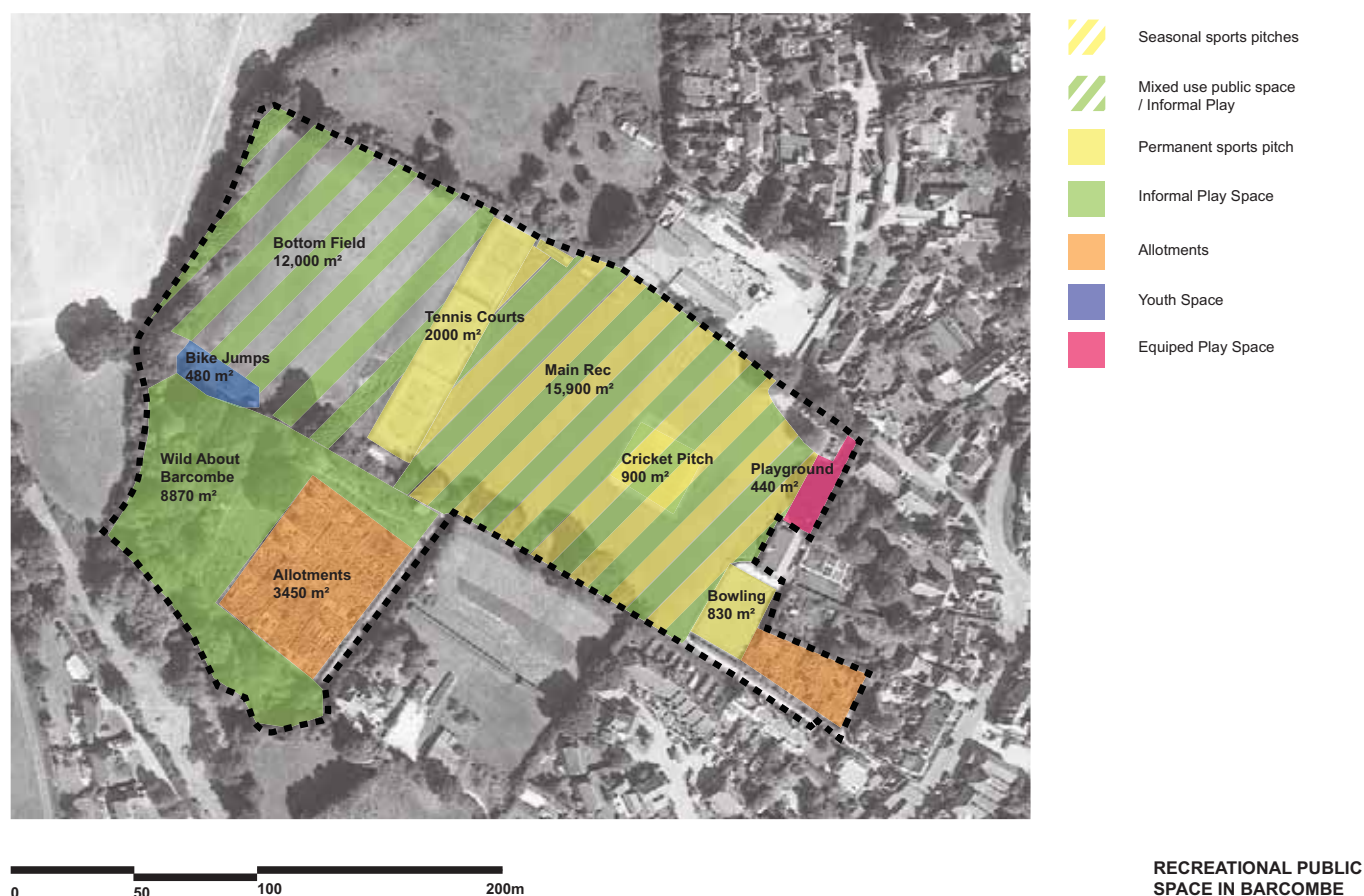 Seasonal sports pitches
Mixed use public space
/ Informal Play
Permanent sports pitch
Informal Play Space
Allotments
Youth Space
Equiped Play Space
Bottom Field
12,000 m²
Tennis Courts
2000 m²
Bike Jumps
480 m²
Main Rec
15,900 m²
Wild About
Barcombe
8870 m²
Cricket Pitch
900 m²
Playground
440 m²
Allotments
3450 m²
Bowling
830 m²
0
50
100
200m
RECREATIONAL PUBLIC
SPACE IN BARCOMBE